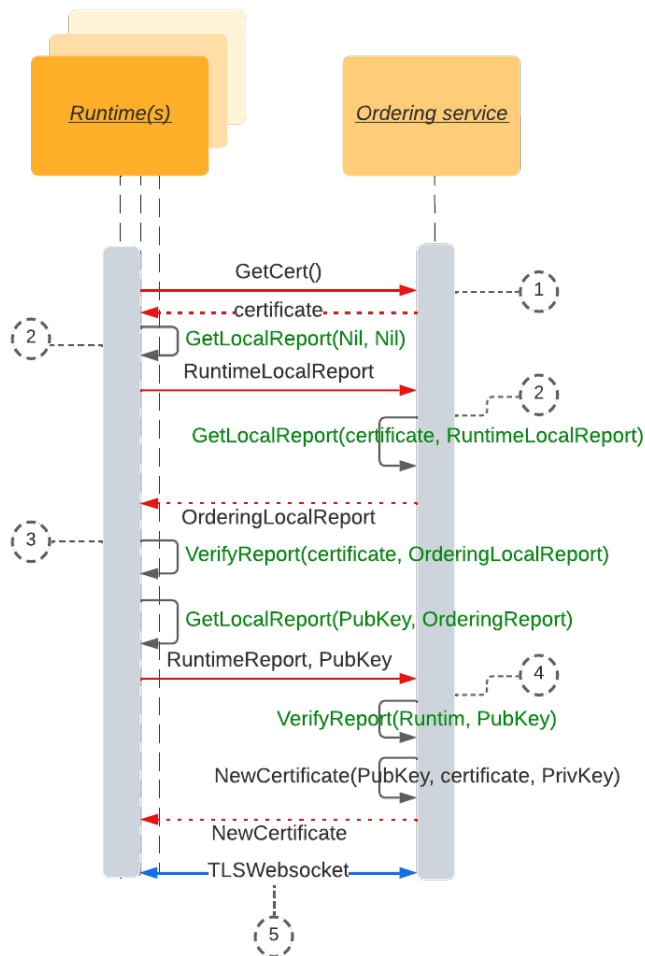 Runtime(s)
Ordering service
GetCert()
1
certificate
2
GetLocalReport(Nil, Nil)
RuntimeLocalReport
2
GetLocalReport(certificate, RuntimeLocalReport)
OrderingLocalReport
3
VerifyReport(certificate, OrderingLocalReport)
GetLocalReport(PubKey, OrderingReport)
RuntimeReport, PubKey
4
VerifyReport(Runtim, PubKey)
NewCertificate(PubKey, certificate, PrivKey)
NewCertificate
TLSWebsocket
5